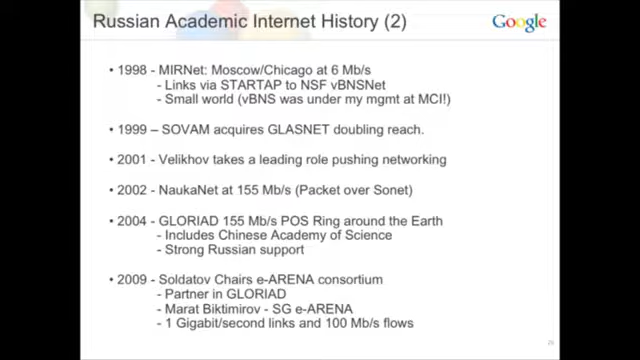 Russian Academic Internet History (2)
Google
• 1998 - MIRNet: Moscow/Chicago at 6 Mb/s
- Links via STARTAP to NSF vBNSNet
- Small world (vBNS was under my mgmt at MCI!)
• 1999 – SOVAM acquires GLASNET doubling reach.
• 2001 - Velikhov takes a leading role pushing networking
• 2002 - NaukaNet at 155 Mb/s (Packet over Sonet)
• 2004 - GLORIAD 155 Mb/s POS Ring around the Earth
- Includes Chinese Academy of Science
- Strong Russian support
• 2009 - Soldatov Chairs e-ARENA consortium
- Partner in GLORIAD
- Marat Biktimirov - SG e-ARENA
- 1 Gigabit/second links and 100 Mb/s flows